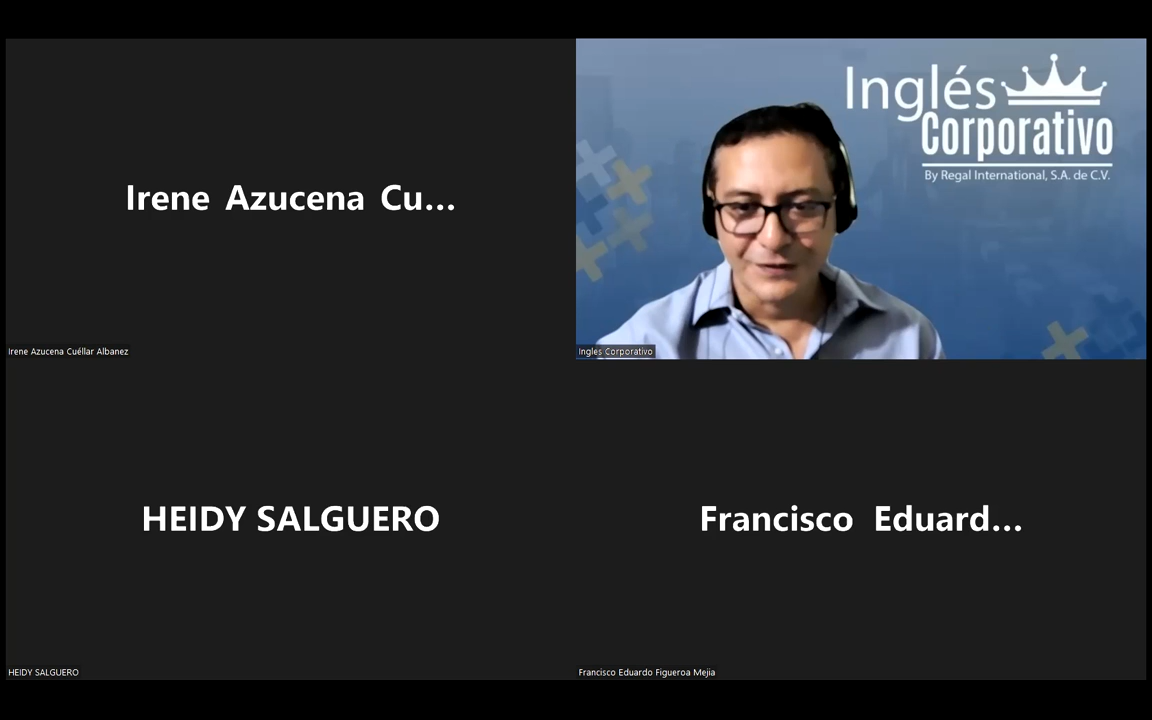 Irene Azucena Cu...
Irene Azucena Cuéllar Albanez
Inglés
Corporativo
By Regal International, S.A. de C.V.
Ingles Corporativo
HEIDY SALGUERO
HEIDY SALGUERO
Francisco Eduard...
Francisco Eduardo Figueroa Mejia